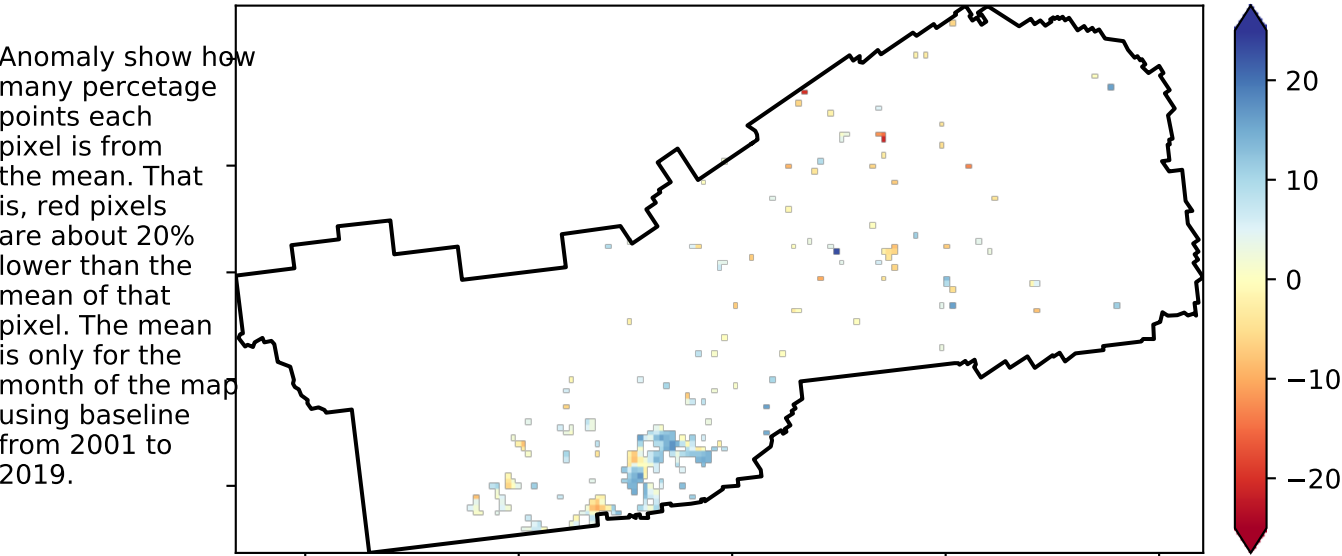 Anomaly show how
many percetage
points each
pixel is from
the mean. That
is, red pixels
are about 20%
lower than the
mean of that
pixel. The mean
is only for the
month of the map
using baseline
from 2001 to
2019.
20
10
0
−10
−20